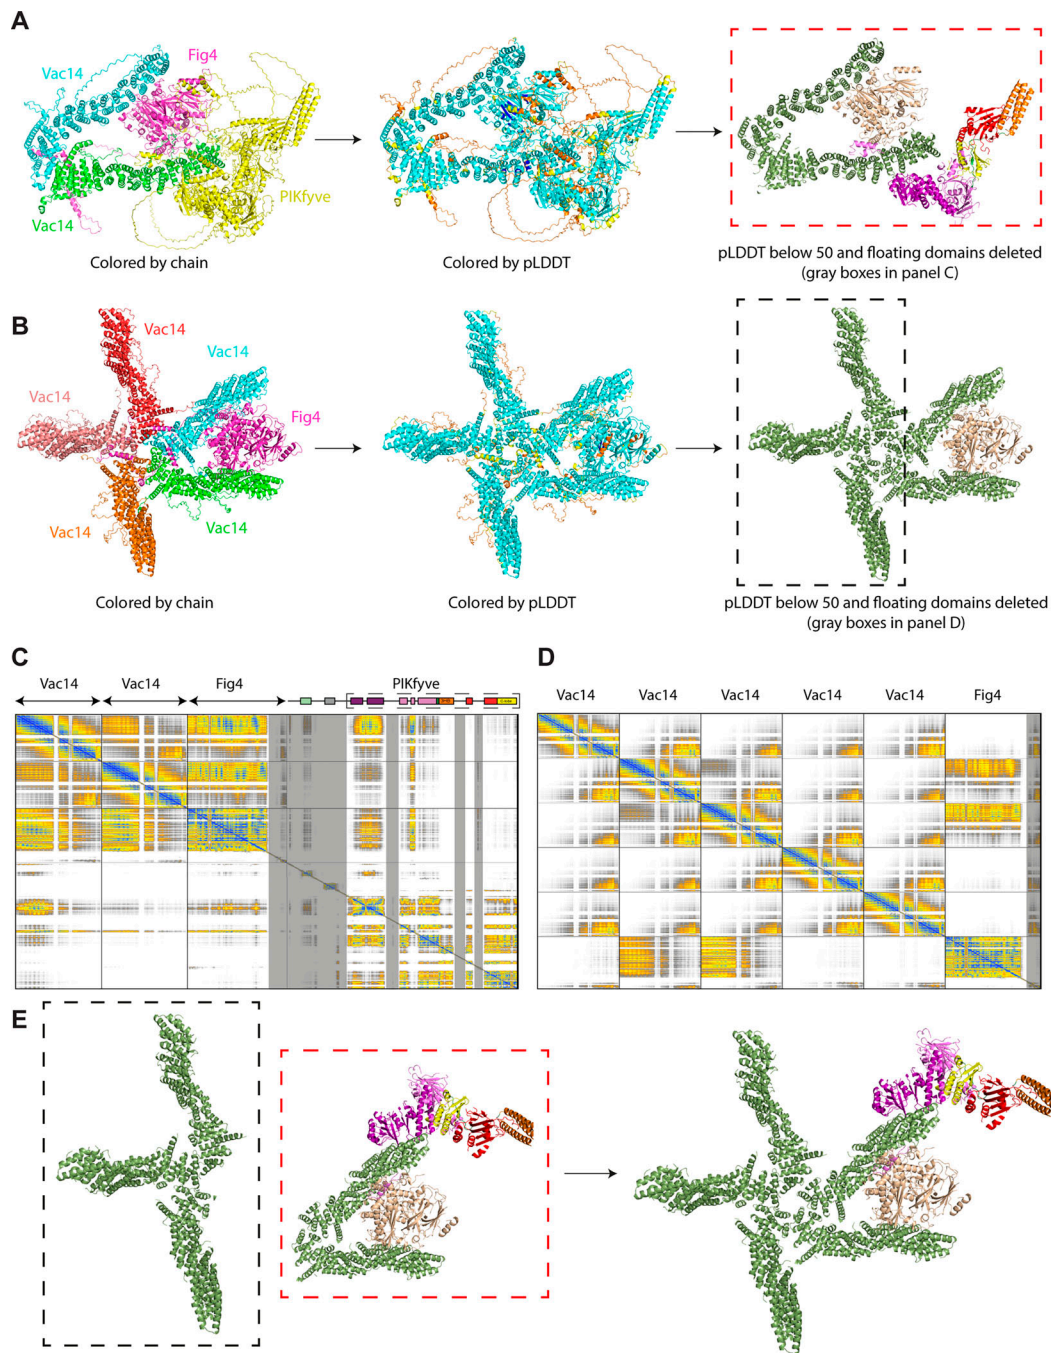 A
Vac14
Fig4
PIKfyve
Vac14
Colored by chain
Colored by pLDDT
pLDDT below 50 and floating domains deleted
(gray boxes in panel C)
B
Vac14
Vac14
Vac14
Fig4
Vac14
Vac14
Colored by chain
Colored by pLDDT
pLDDT below 50 and floating domains deleted
(gray boxes in panel D)
C
Vac14
Vac14
Fig4
PIKfyve
D
Vac14
Vac14
Vac14
Vac14
Vac14
Fig4
E